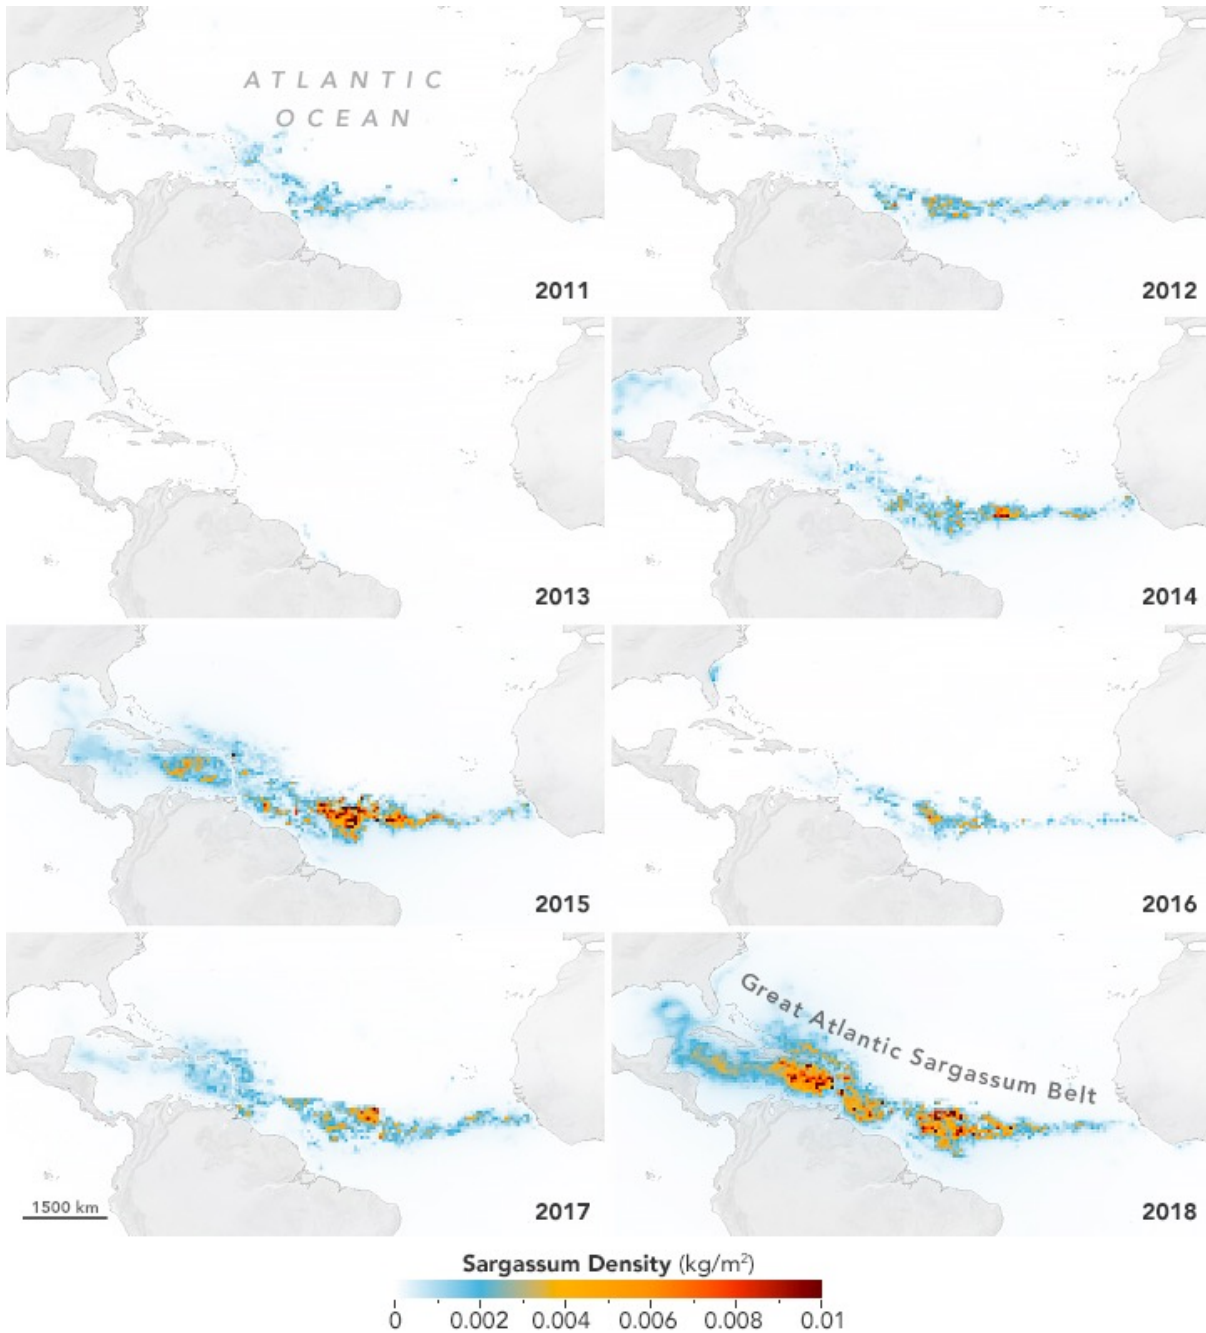 ATLANTIC
OCEAN
2011
2012
2013
2014
2015
2016
1500 km
2017
Great Atlantic Sargassum Belt
2018
Sargassum Density (kg/m²)
0 0.002 0.004 0.006 0.008 0.01